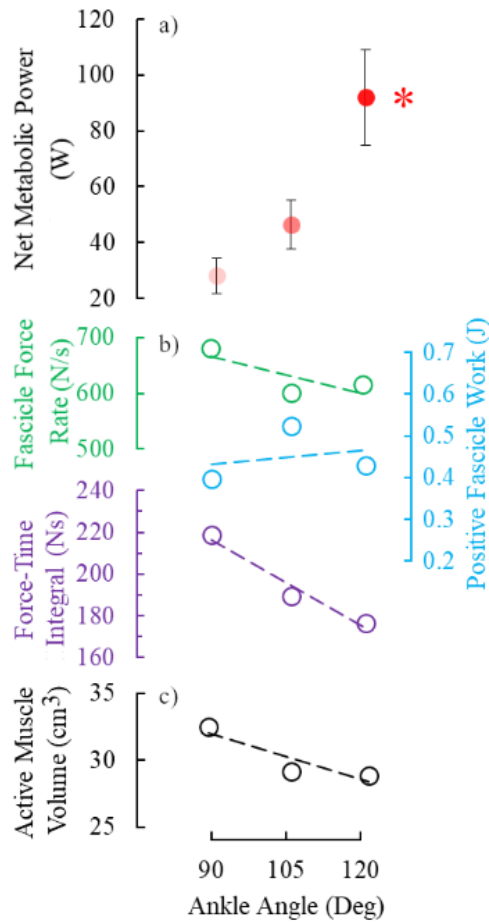 120
a)
100
80
60
40
20
Net Metabolic Power
(W)
*
700
b)
600
500
Fascicle Force
Rate (N/s)
0.7
0.6
0.5
0.4
0.3
0.2
Positive Fascicle Work (J)
240
220
200
180
160
Force-Time
Integral (Ns)
35
c)
30
25
Active Muscle
Volume (cm³)
90 105 120
Ankle Angle (Deg)